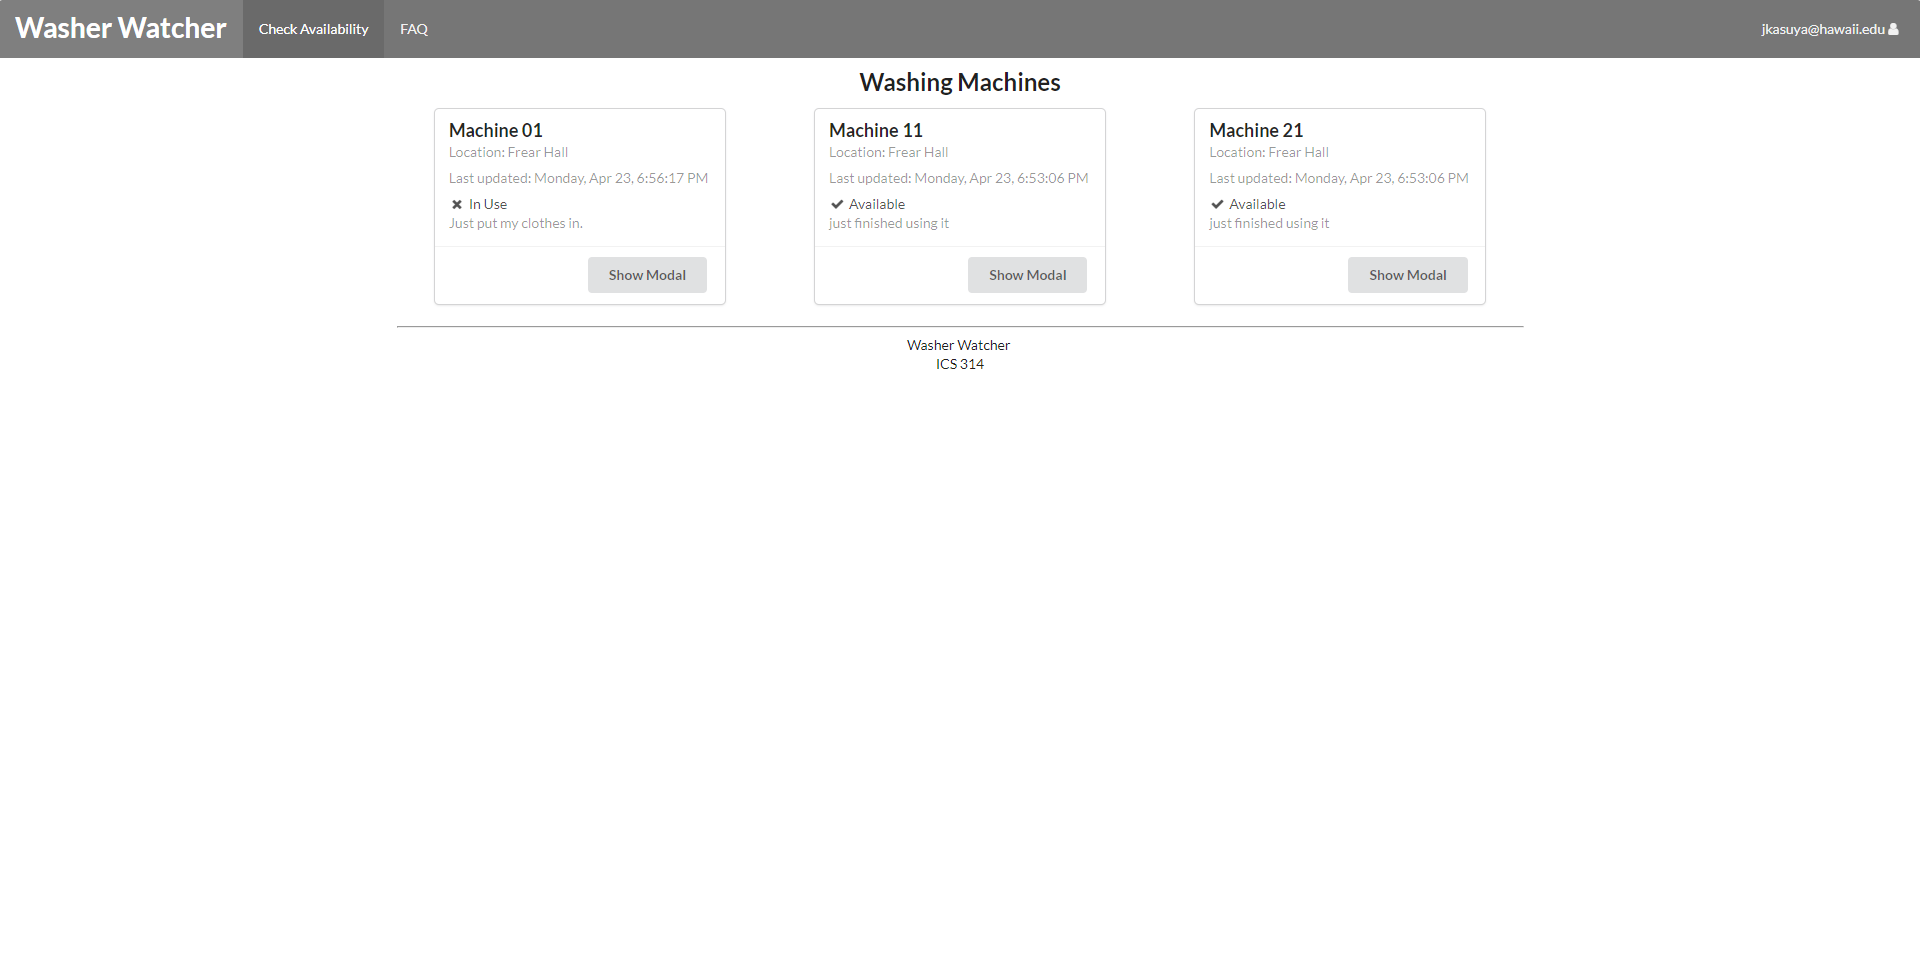 Washer Watcher
Check Availability
FAQ
jkasuya@hawaii.edu
Washing Machines
Machine 01
Location: Frear Hall
Last updated: Monday, Apr 23, 6:56:17 PM
In Use
Just put my clothes in.
Show Modal
Machine 11
Location: Frear Hall
Last updated: Monday, Apr 23, 6:53:06 PM
Available
just finished using it
Show Modal
Machine 21
Location: Frear Hall
Last updated: Monday, Apr 23, 6:53:06 PM
Available
just finished using it
Show Modal
Washer Watcher
ICS 314